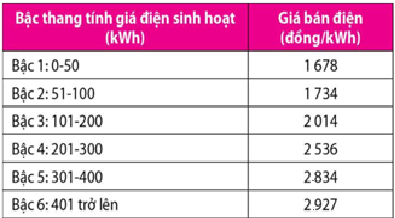 Bậc thang tính giá điện sinh hoạt (kWh)
Giá bán điện (đồng/kWh)
Bậc 1: 0-50 1 678
Bậc 2: 51-100 1 734
Bậc 3: 101-200 2 014
Bậc 4: 201-300 2 536
Bậc 5: 301-400 2 834
Bậc 6: 401 trở lên 2 927